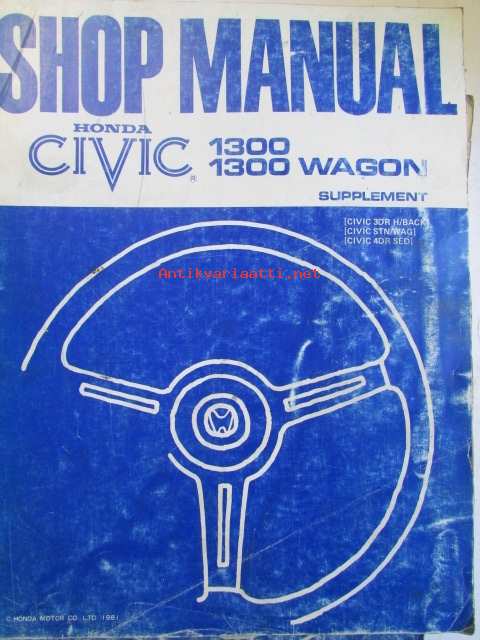 SHOP MANUAL
HONDA
CIVIC® 1300
1300 WAGON
SUPPLEMENT
[CIVIC 3DR H/BACK]
[CIVIC STN/WAG]
[CIVIC 4DR SED]
Antikvariaatti.net
© HONDA MOTOR CO. LTD. 1981